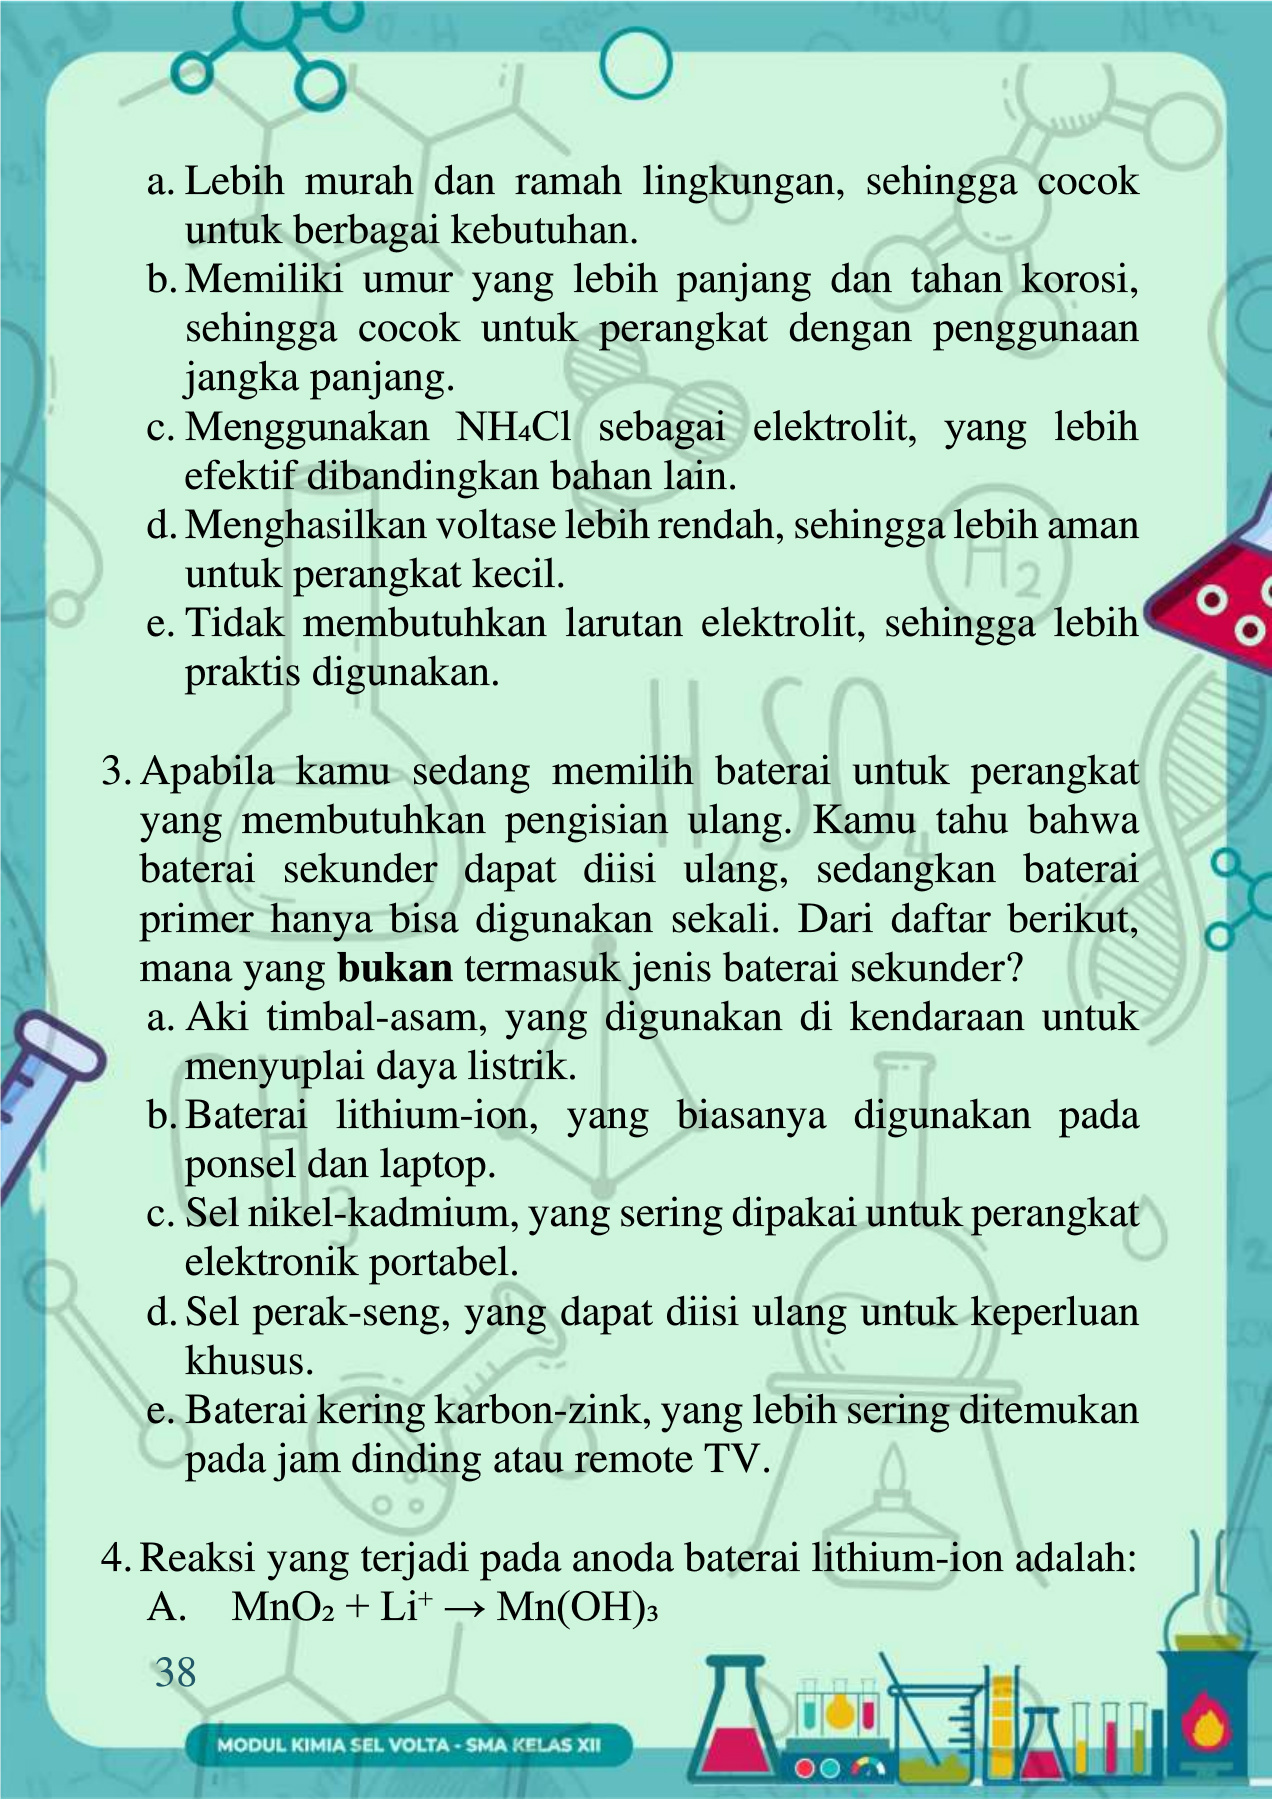 a. Lebih murah dan ramah lingkungan, sehingga cocok
untuk berbagai kebutuhan.
b. Memiliki umur yang lebih panjang dan tahan korosi,
sehingga cocok untuk perangkat dengan penggunaan
jangka panjang.
c. Menggunakan NH₄Cl sebagai elektrolit, yang lebih
efektif dibandingkan bahan lain.
d. Menghasilkan voltase lebih rendah, sehingga lebih aman
untuk perangkat kecil.
e. Tidak membutuhkan larutan elektrolit, sehingga lebih
praktis digunakan.
3. Apabila kamu sedang memilih baterai untuk perangkat
yang membutuhkan pengisian ulang. Kamu tahu bahwa
baterai sekunder dapat diisi ulang, sedangkan baterai
primer hanya bisa digunakan sekali. Dari daftar berikut,
mana yang bukan termasuk jenis baterai sekunder?
a. Aki timbal-asam, yang digunakan di kendaraan untuk
menyuplai daya listrik.
b. Baterai lithium-ion, yang biasanya digunakan pada
ponsel dan laptop.
c. Sel nikel-kadmium, yang sering dipakai untuk perangkat
elektronik portabel.
d. Sel perak-seng, yang dapat diisi ulang untuk keperluan
khusus.
e. Baterai kering karbon-zink, yang lebih sering ditemukan
pada jam dinding atau remote TV.
4. Reaksi yang terjadi pada anoda baterai lithium-ion adalah:
A. MnO₂ + Li⁺ → Mn(OH)₃
38
MODUL KIMIA SEL VOLTA - SMA KELAS XII
H₂
H₂SO₄
CH₃